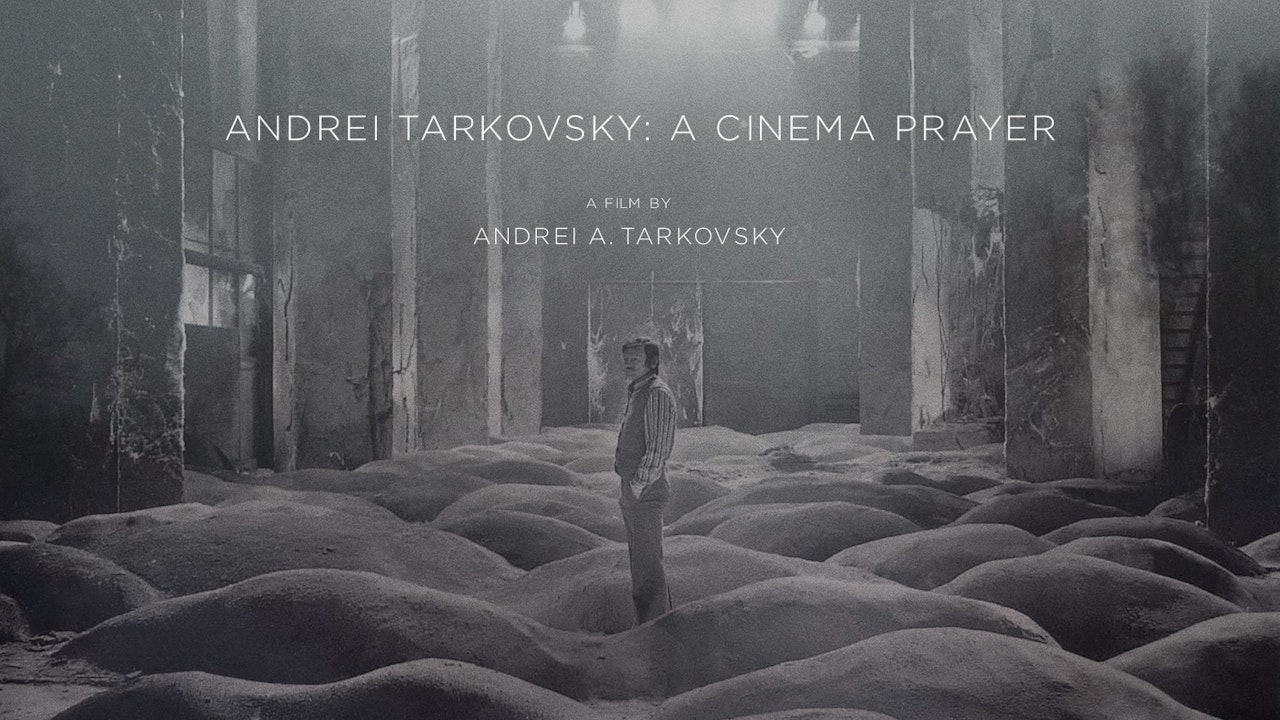 ANDREI TARKOVSKY: A CINEMA PRAYER
A FILM BY
ANDREI A. TARKOVSKY